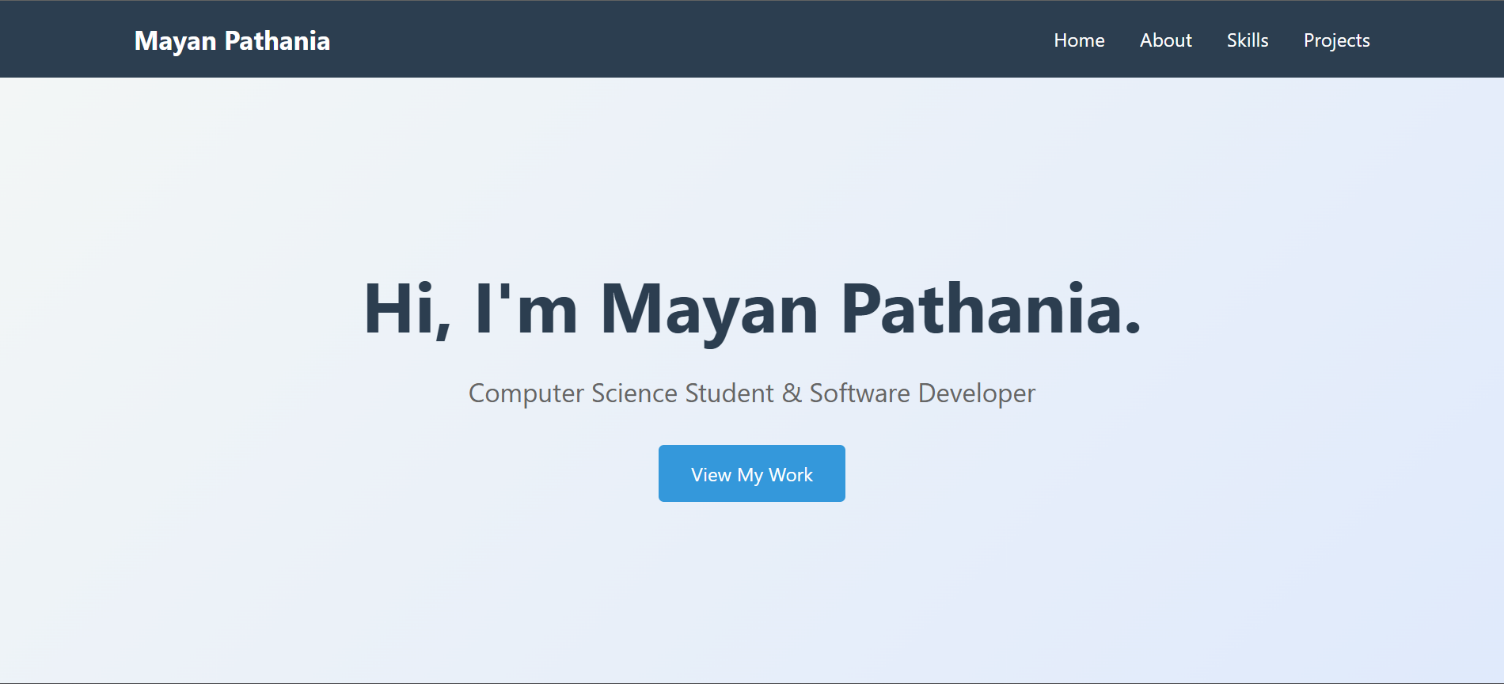 Mayan Pathania
Home About Skills Projects
Hi, I'm Mayan Pathania.
Computer Science Student & Software Developer
View My Work